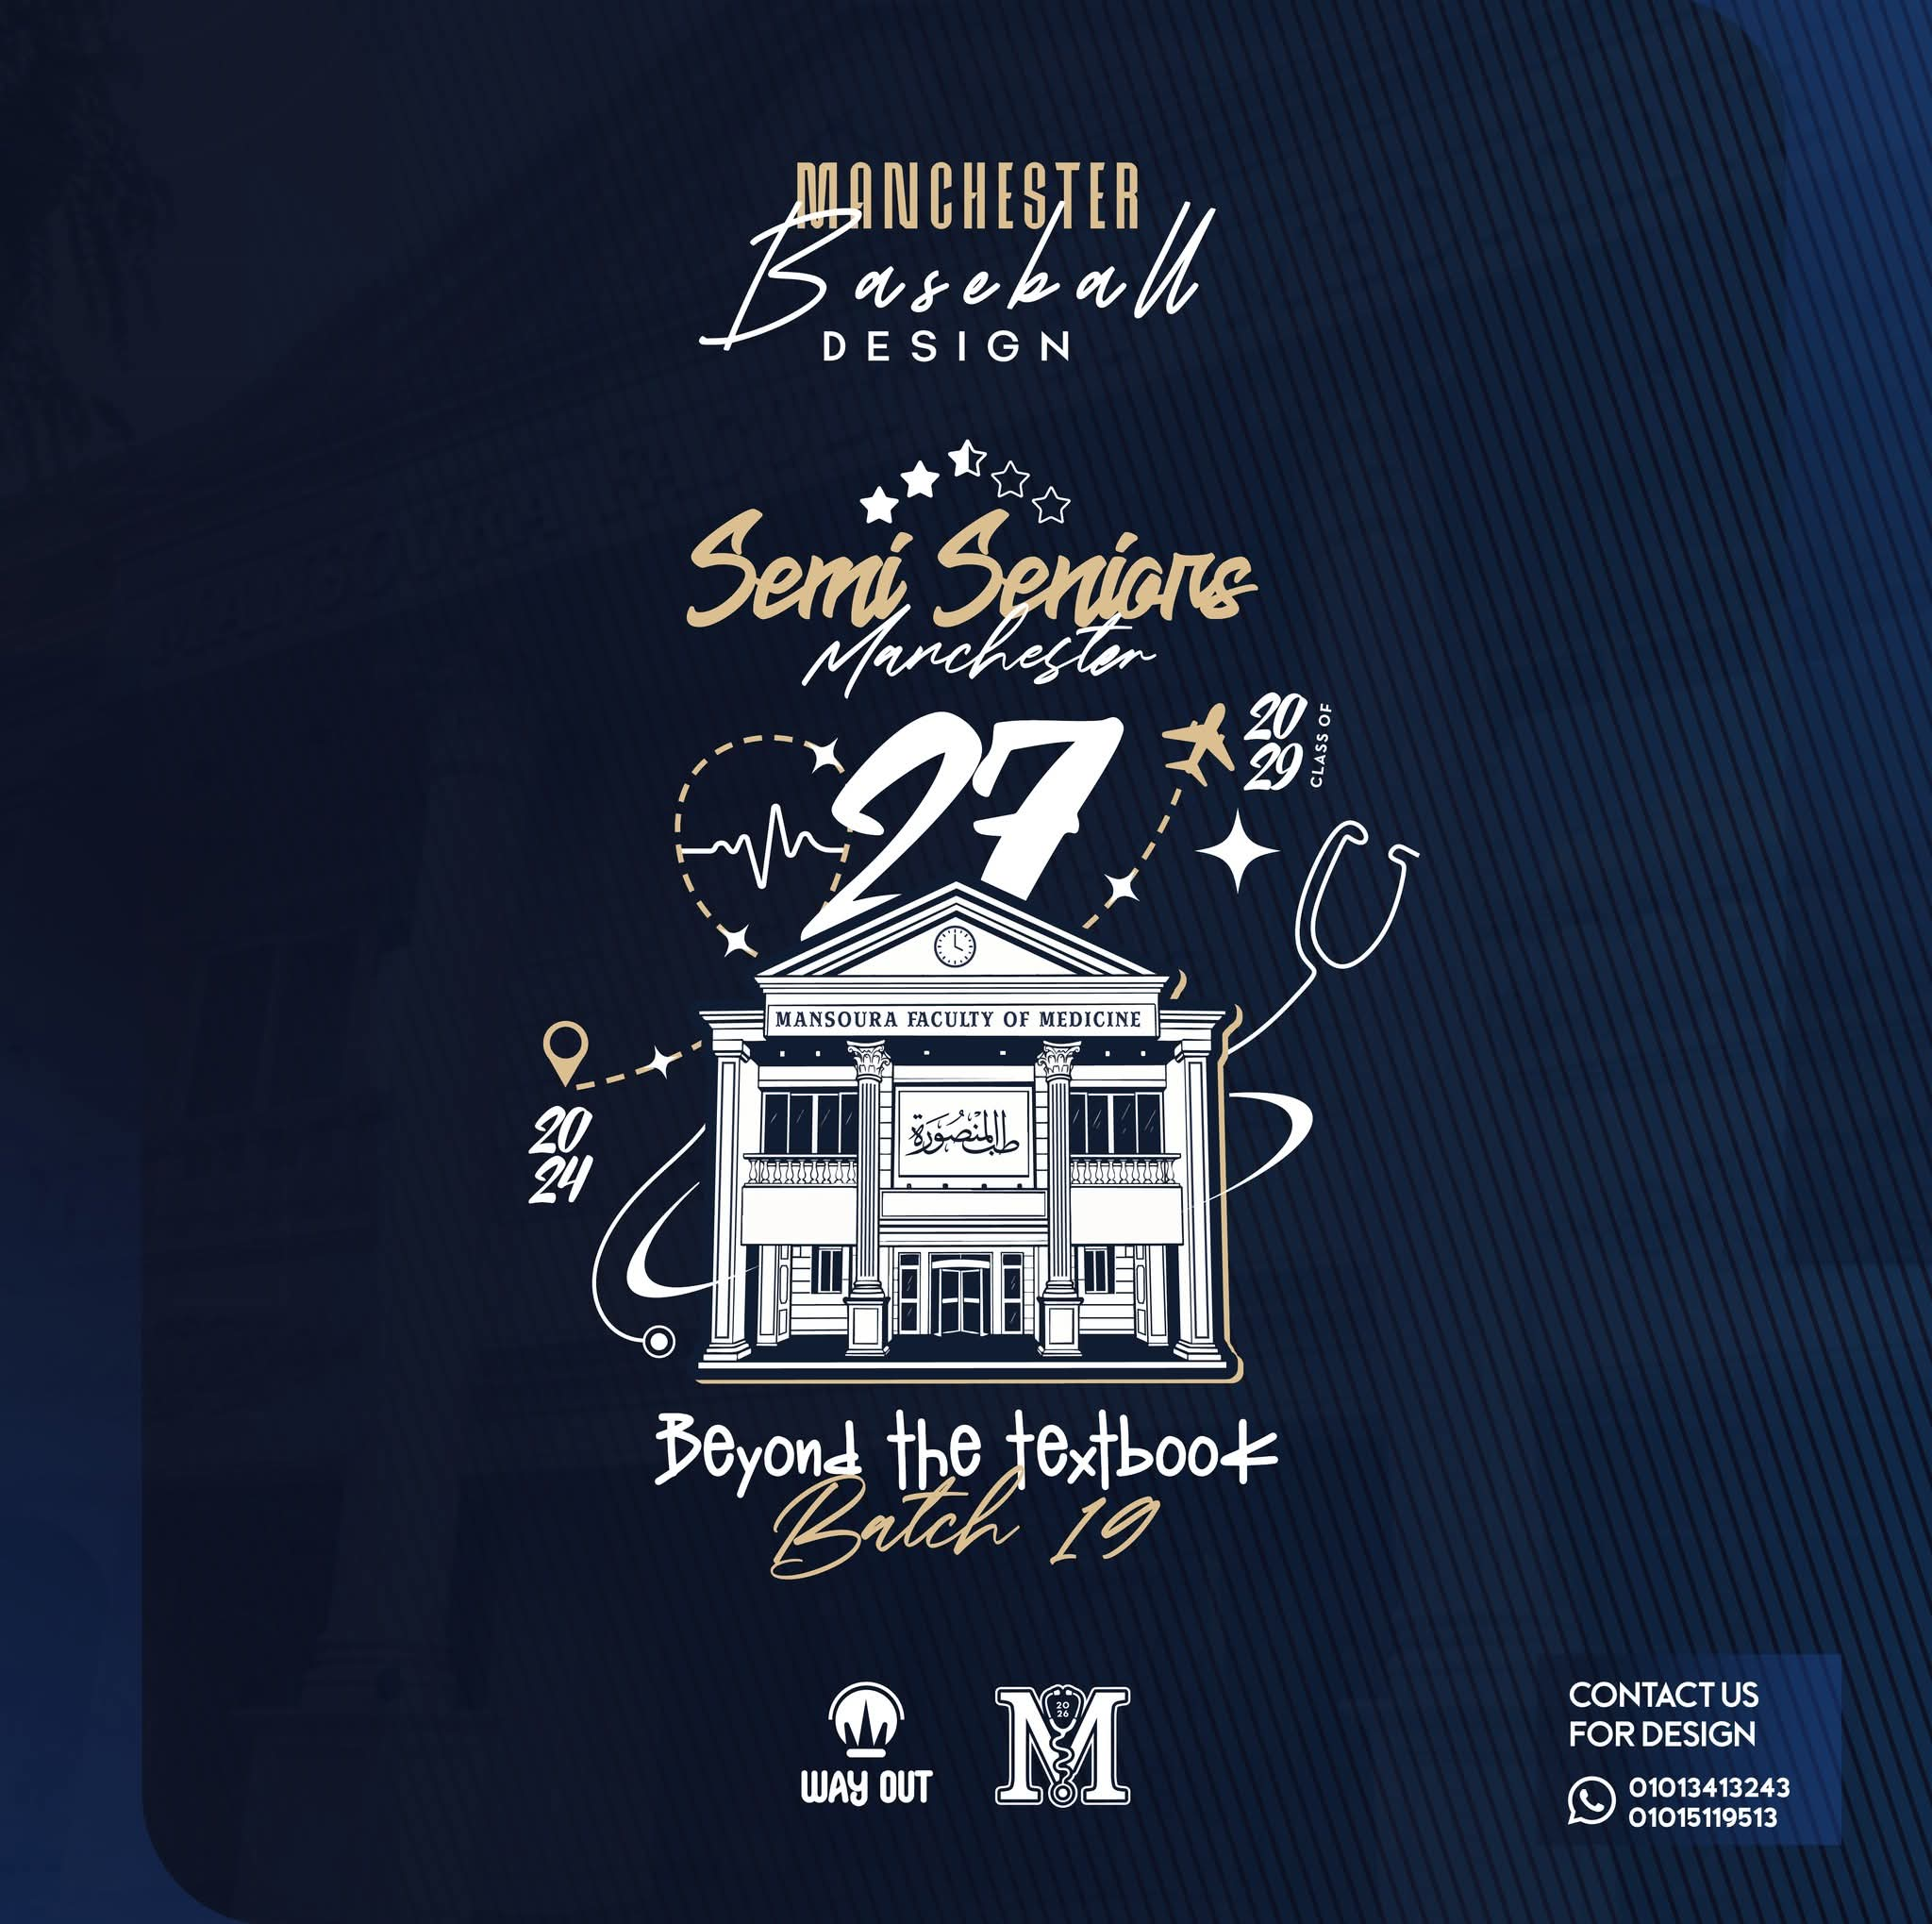 MANCHESTER
Baseball
DESIGN
Semi Seniors
Manchester
27
20
29
CLASS OF
MANSOURA FACULTY OF MEDICINE
طب المنصورة
20
24
Beyond the textbook
Batch 19
WAY OUT
M
20
26
CONTACT US
FOR DESIGN
01013413243
01015119513